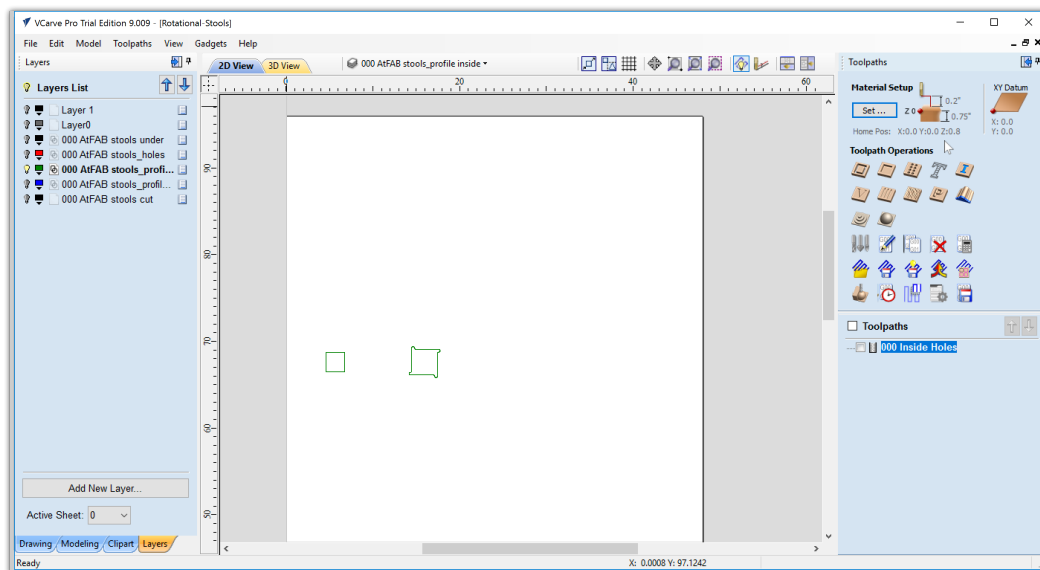 VCarve Pro Trial Edition 9.009 - [Rotational-Stools]
File Edit Model Toolpaths View Gadgets Help
Layers
2D View 3D View 000 AtFAB stools_profile inside
Toolpaths
Layers List
Layer 1
Layer0
000 AtFAB stools under
000 AtFAB stools_holes
000 AtFAB stools_profi...
000 AtFAB stools_profil...
000 AtFAB stools cut
Add New Layer...
Active Sheet: 0
Drawing Modeling Clipart Layers
Ready
0 20 40 60
90
80
70
60
50
X: 0.0008 Y: 97.1242
Material Setup
XY Datum
Set ...
Z 0
0.2"
0.75"
X: 0.0
Y: 0.0
Home Pos: X:0.0 Y:0.0 Z:0.8
Toolpath Operations
Toolpaths
000 Inside Holes